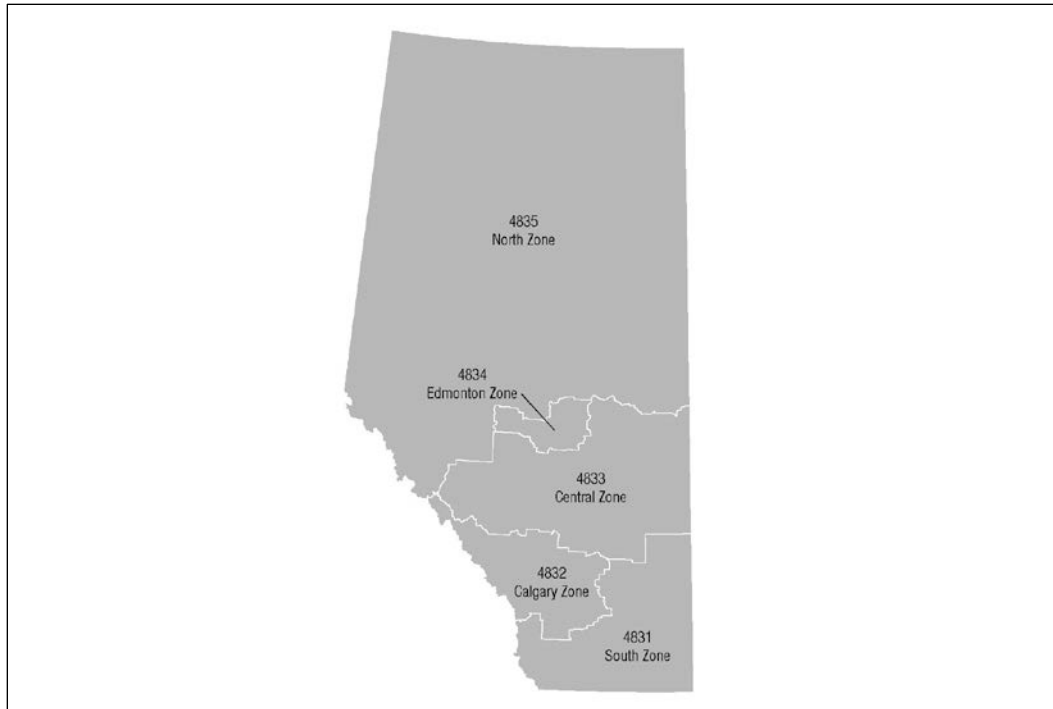 4835
North Zone
4834
Edmonton Zone
4833
Central Zone
4832
Calgary Zone
4831
South Zone